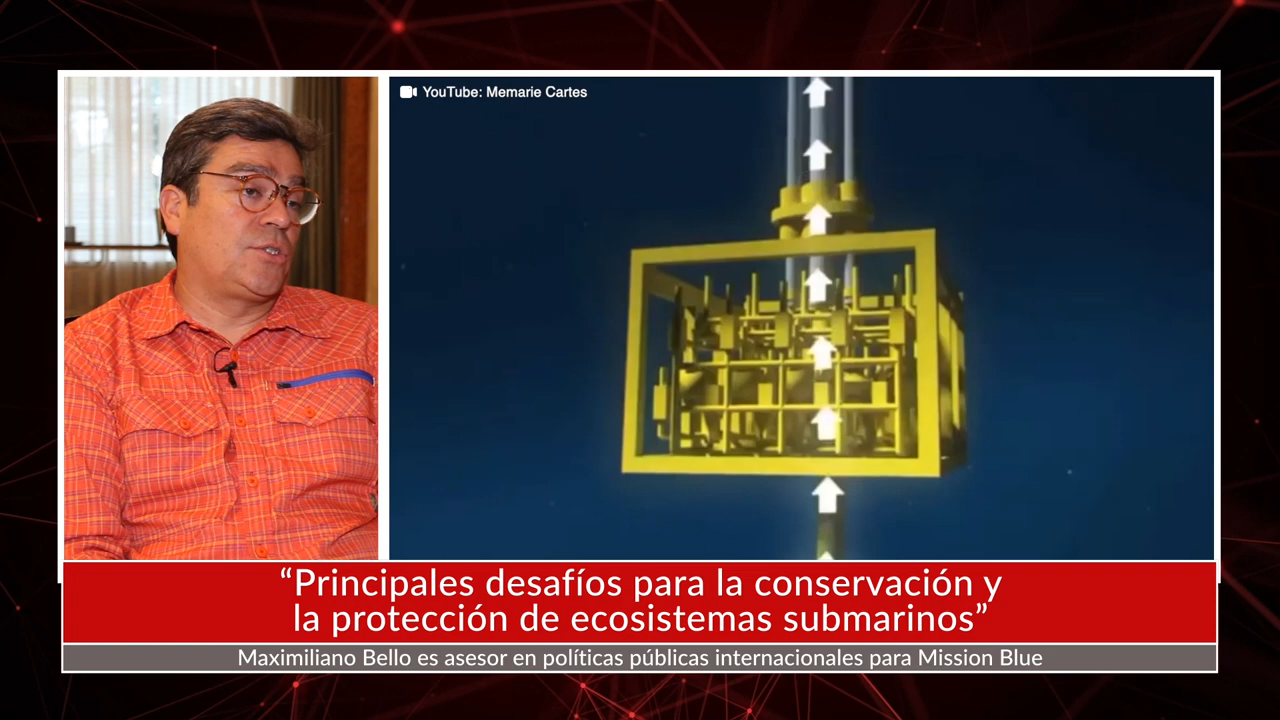 YouTube: Memarie Cartes
“Principales desafíos para la conservación y
la protección de ecosistemas submarinos”
Maximiliano Bello es asesor en políticas públicas internacionales para Mission Blue